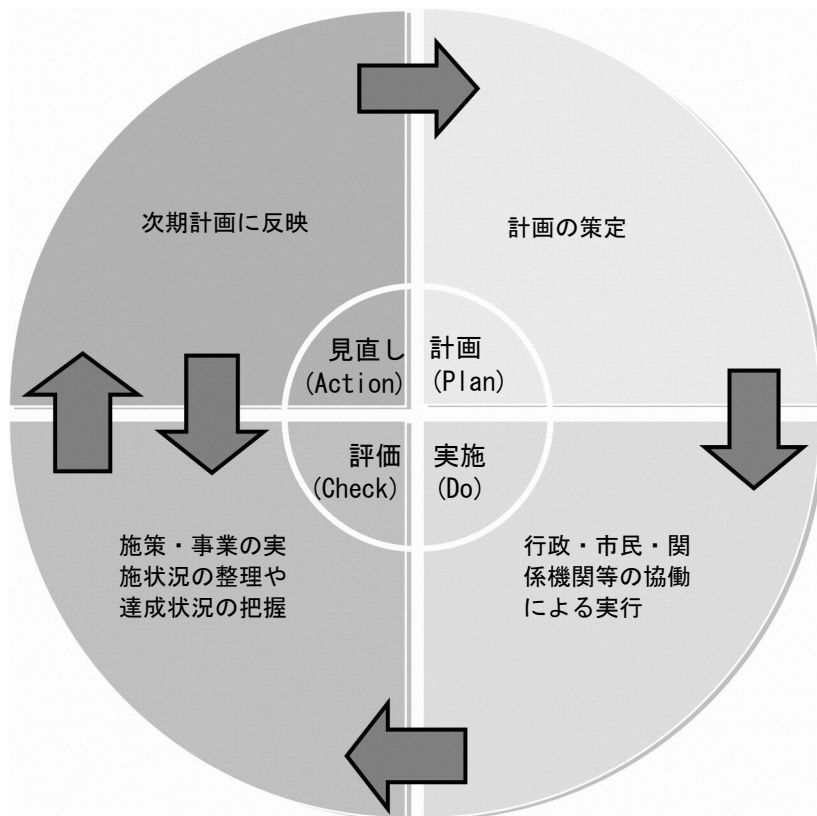 次期計画に反映
計画の策定
見直し
(Action)
計画
(Plan)
評価
(Check)
実施
(Do)
施策・事業の実
施状況の整理や
達成状況の把握
行政・市民・関
係機関等の協働
による実行